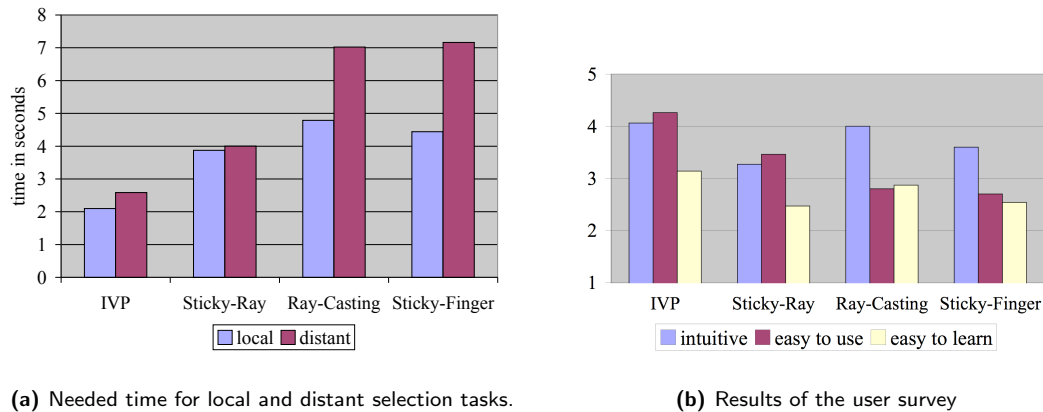 8
7
6
5
4
3
2
1
0
time in seconds
IVP Sticky-Ray Ray-Casting Sticky-Finger
local distant
(a) Needed time for local and distant selection tasks.
5
4
3
2
1
IVP Sticky-Ray Ray-Casting Sticky-Finger
intuitive easy to use easy to learn
(b) Results of the user survey